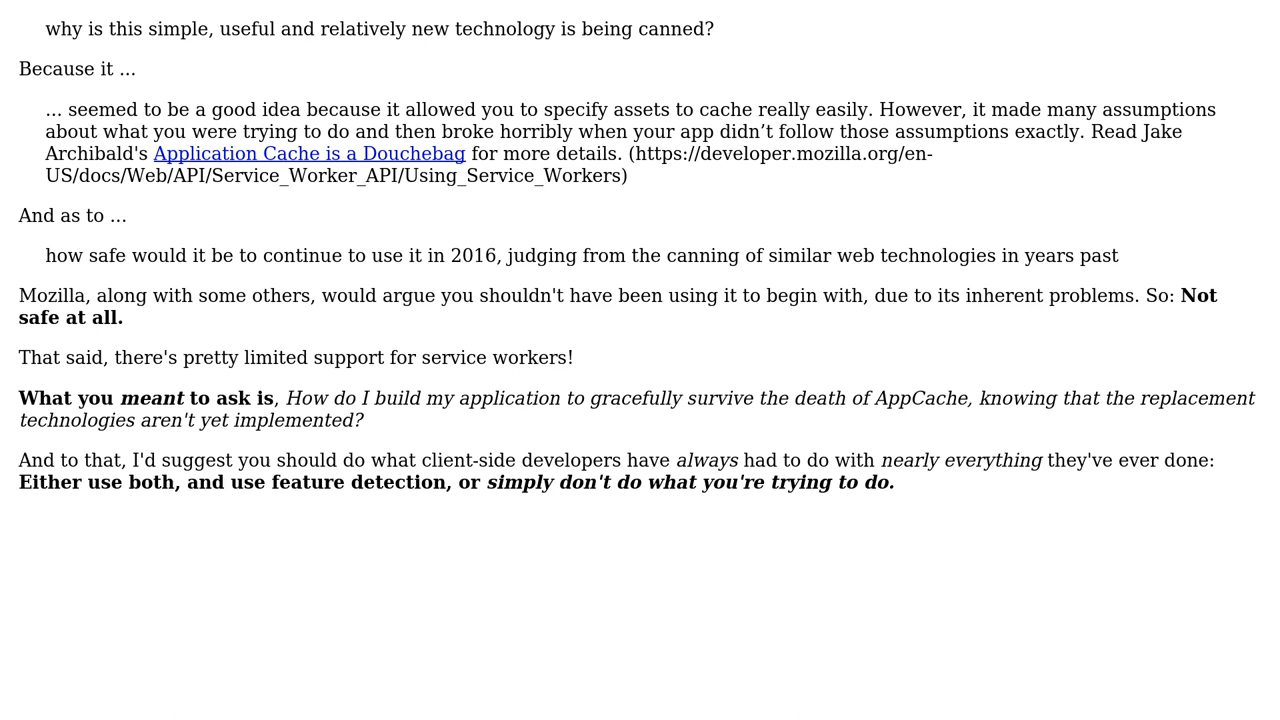 why is this simple, useful and relatively new technology is being canned?
Because it ...
... seemed to be a good idea because it allowed you to specify assets to cache really easily. However, it made many assumptions
about what you were trying to do and then broke horribly when your app didn’t follow those assumptions exactly. Read Jake
Archibald's Application Cache is a Douchebag for more details. (https://developer.mozilla.org/en-
US/docs/Web/API/Service_Worker_API/Using_Service_Workers)
And as to ...
how safe would it be to continue to use it in 2016, judging from the canning of similar web technologies in years past
Mozilla, along with some others, would argue you shouldn't have been using it to begin with, due to its inherent problems. So: Not
safe at all.
That said, there's pretty limited support for service workers!
What you meant to ask is, How do I build my application to gracefully survive the death of AppCache, knowing that the replacement
technologies aren't yet implemented?
And to that, I'd suggest you should do what client-side developers have always had to do with nearly everything they've ever done:
Either use both, and use feature detection, or simply don't do what you're trying to do.